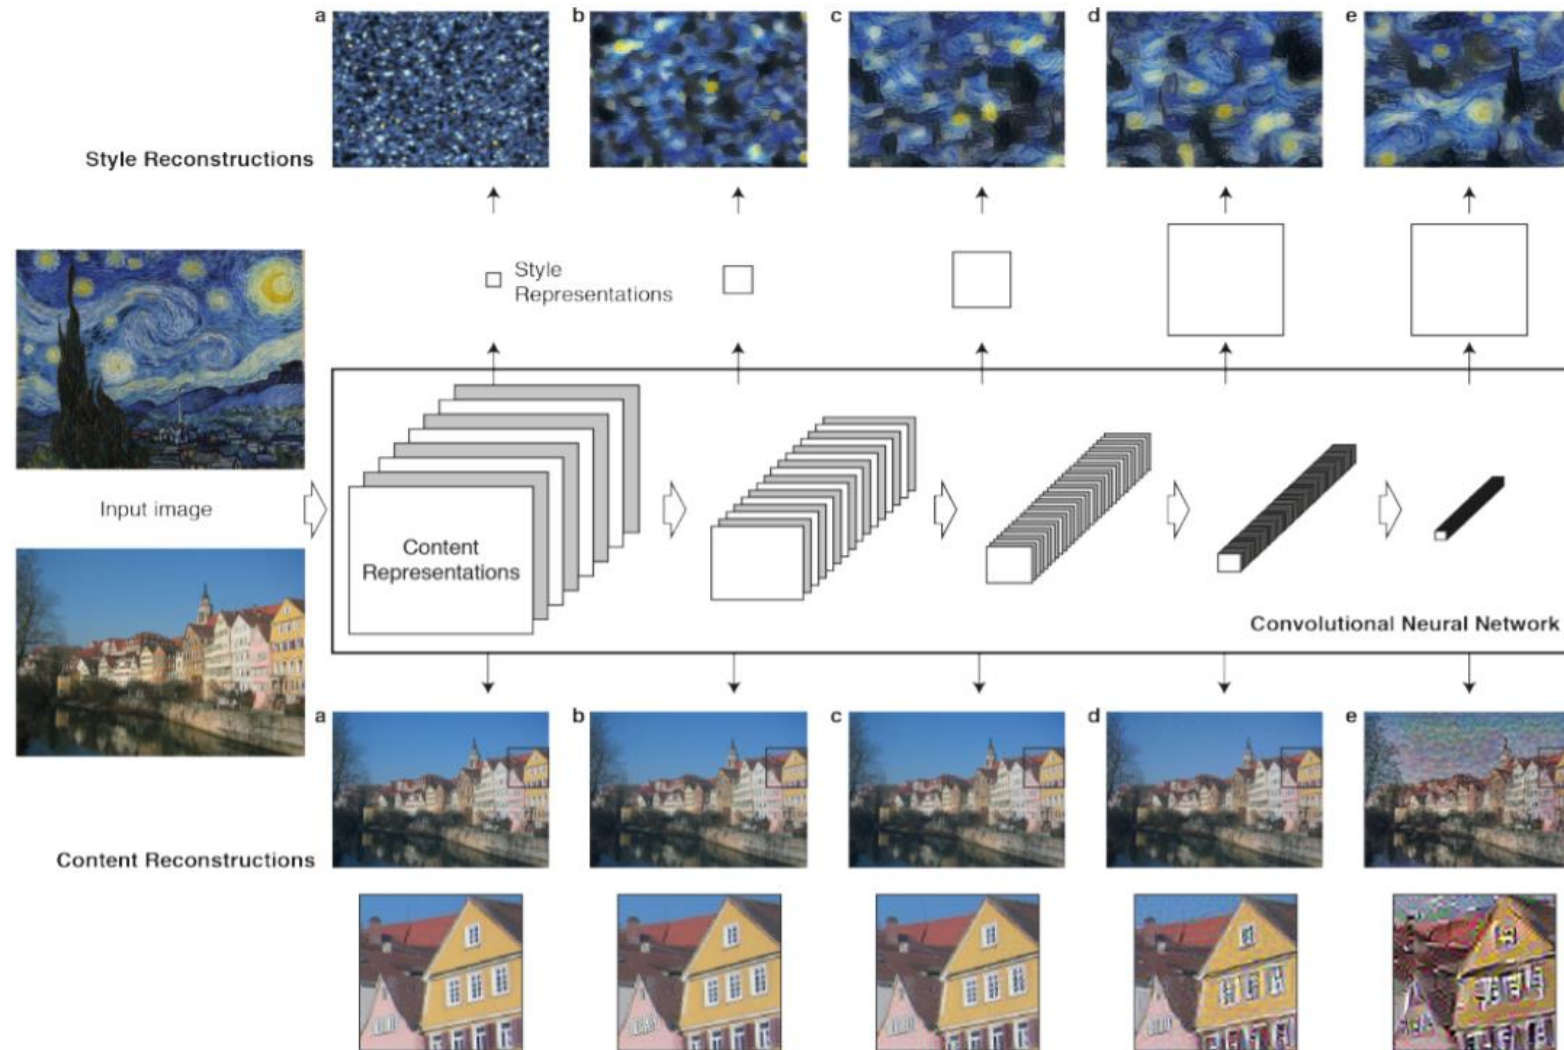 a
b
c
d
e
Style Reconstructions
Style
Representations
Input image
Content
Representations
Convolutional Neural Network
a
b
c
d
e
Content Reconstructions